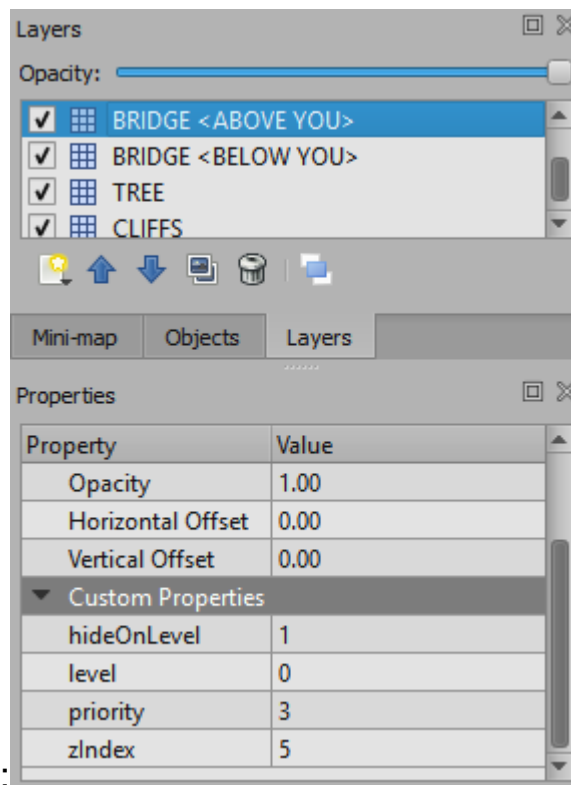 Layers
Opacity:
BRIDGE <ABOVE YOU>
BRIDGE <BELOW YOU>
TREE
CLIFFS
Mini-map Objects Layers
Properties
Property Value
Opacity 1.00
Horizontal Offset 0.00
Vertical Offset 0.00
Custom Properties
hideOnLevel 1
level 0
priority 3
zIndex 5
: